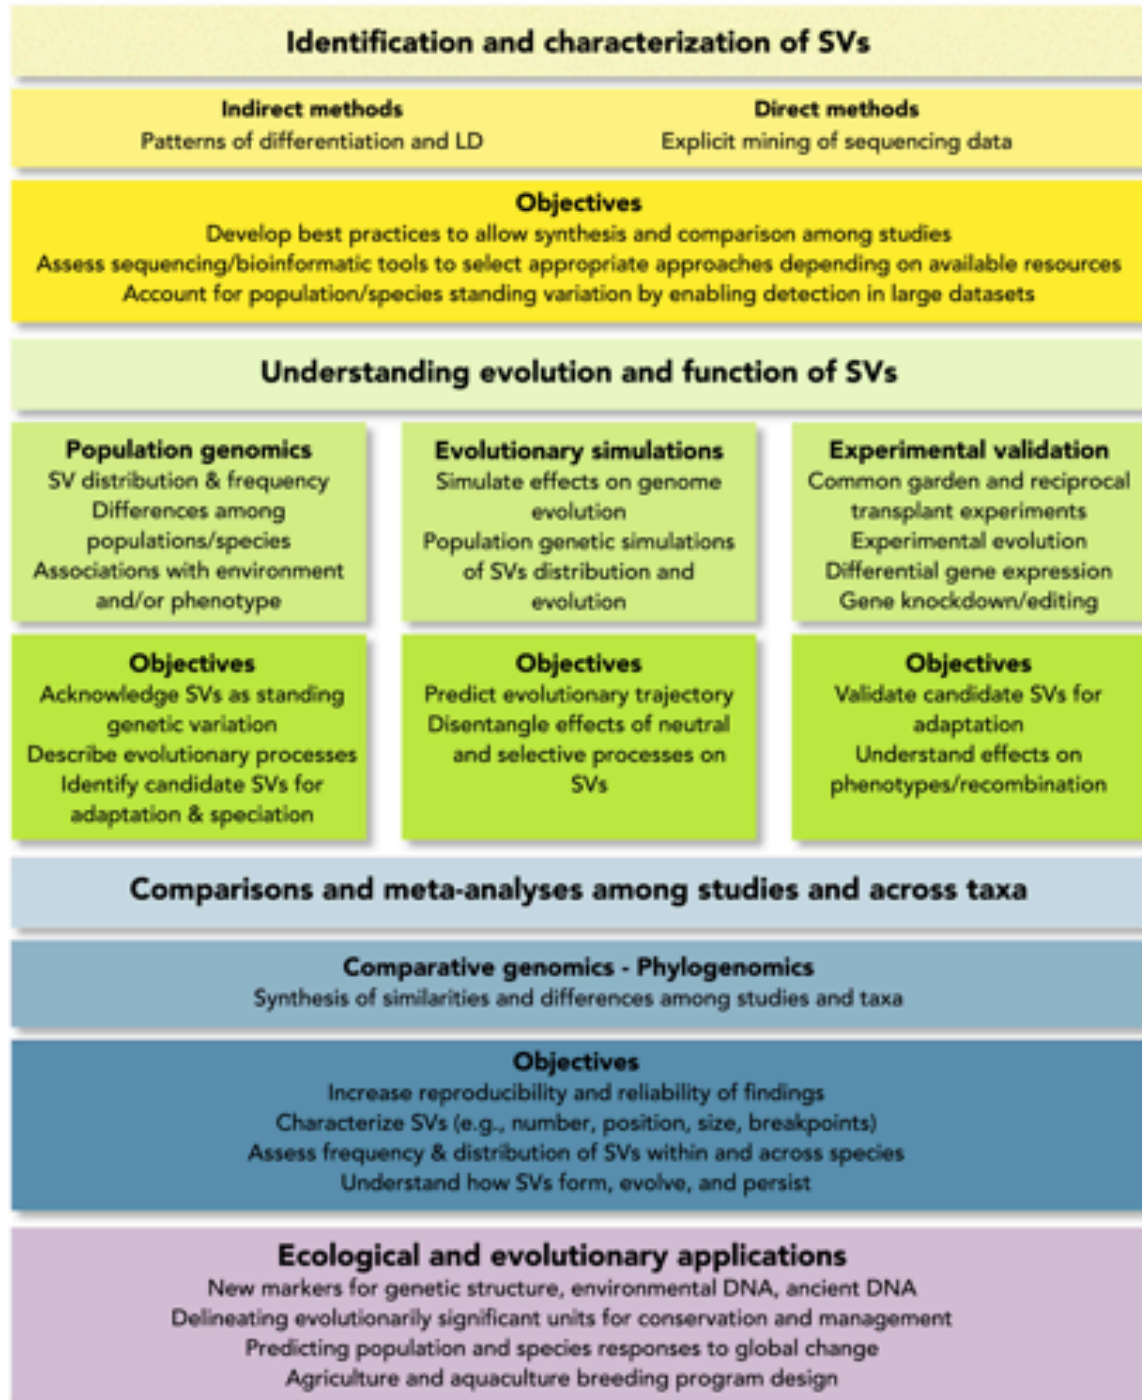 Identification and characterization of SVs
Indirect methods
Patterns of differentiation and LD
Direct methods
Explicit mining of sequencing data
Objectives
Develop best practices to allow synthesis and comparison among studies
Assess sequencing/bioinformatic tools to select appropriate approaches depending on available resources
Account for population/species standing variation by enabling detection in large datasets
Understanding evolution and function of SVs
Population genomics
SV distribution & frequency
Differences among
populations/species
Associations with environment
and/or phenotype
Evolutionary simulations
Simulate effects on genome
evolution
Population genetic simulations
of SVs distribution and
evolution
Experimental validation
Common garden and reciprocal
transplant experiments
Experimental evolution
Differential gene expression
Gene knockdown/editing
Objectives
Acknowledge SVs as standing
genetic variation
Describe evolutionary processes
Identify candidate SVs for
adaptation & speciation
Objectives
Predict evolutionary trajectory
Disentangle effects of neutral
and selective processes on
SVs
Objectives
Validate candidate SVs for
adaptation
Understand effects on
phenotypes/recombination
Comparisons and meta-analyses among studies and across taxa
Comparative genomics - Phylogenomics
Synthesis of similarities and differences among studies and taxa
Objectives
Increase reproducibility and reliability of findings
Characterize SVs (e.g., number, position, size, breakpoints)
Assess frequency & distribution of SVs within and across species
Understand how SVs form, evolve, and persist
Ecological and evolutionary applications
New markers for genetic structure, environmental DNA, ancient DNA
Delineating evolutionarily significant units for conservation and management
Predicting population and species responses to global change
Agriculture and aquaculture breeding program design